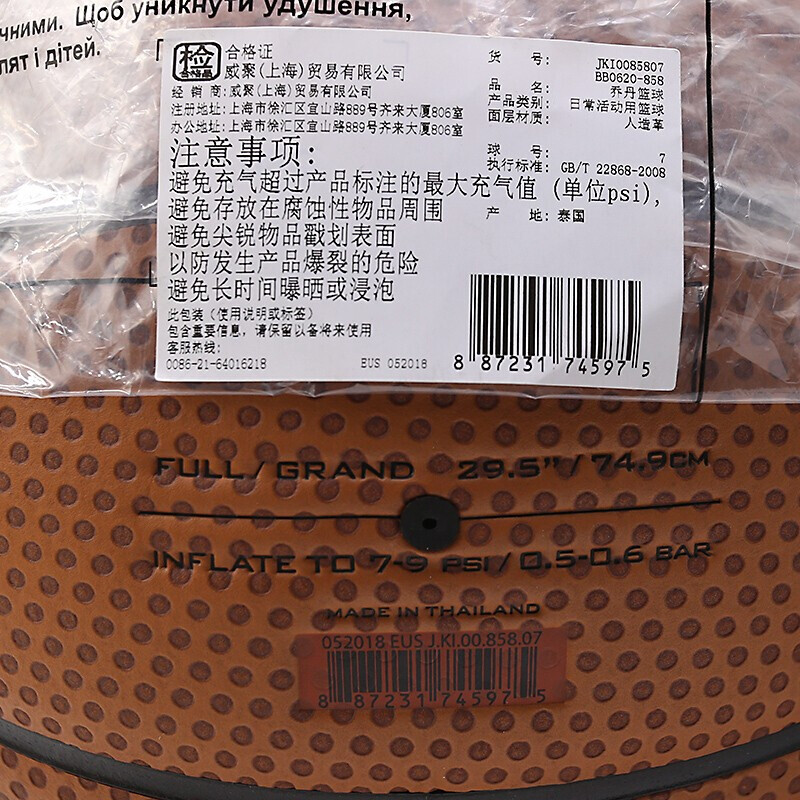 чними. Щоб уникнути удушення,
лят і дітей.
检
合格品
合格证
威聚(上海)贸易有限公司
经 销 商:威聚(上海)贸易有限公司
注册地址:上海市徐汇区宜山路889号齐来大厦806室
办公地址:上海市徐汇区宜山路889号齐来大厦806室
货 号: JKI0085807
BB0620-858
品 名: 乔丹篮球
产品类别: 日常活动用篮球
面层材质: 人造革
球 号: 7
执行标准: GB/T 22868-2008
产 地: 泰国
注意事项:
避免充气超过产品标注的最大充气值 (单位psi),
避免存放在腐蚀性物品周围
避免尖锐物品戳划表面
以防发生产品爆裂的危险
避免长时间曝晒或浸泡
此包装(使用说明或标签)
包含重要信息，请保留以备将来使用
客服热线:
0086-21-64016218
EUS 052018
8 87231 74597 5
FULL / GRAND 29.5" / 74.9CM
INFLATE TO 7-9 PSI / 0.5-0.6 BAR
MADE IN THAILAND
052018 EUS J.KI.00.858.07
8 87231 74597 5